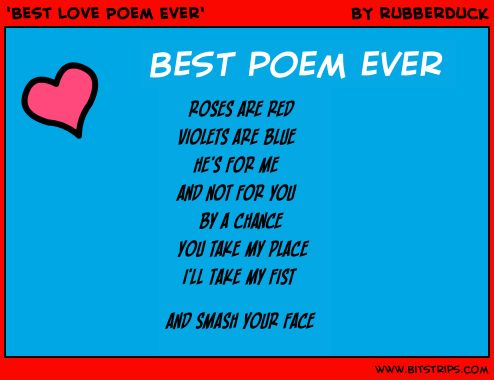 'BEST LOVE POEM EVER' BY RUBBERDUCK
BEST POEM EVER
ROSES ARE RED
VIOLETS ARE BLUE
HE'S FOR ME
AND NOT FOR YOU
BY A CHANCE
YOU TAKE MY PLACE
I'LL TAKE MY FIST
AND SMASH YOUR FACE
WWW.BITSTRIPS.COM